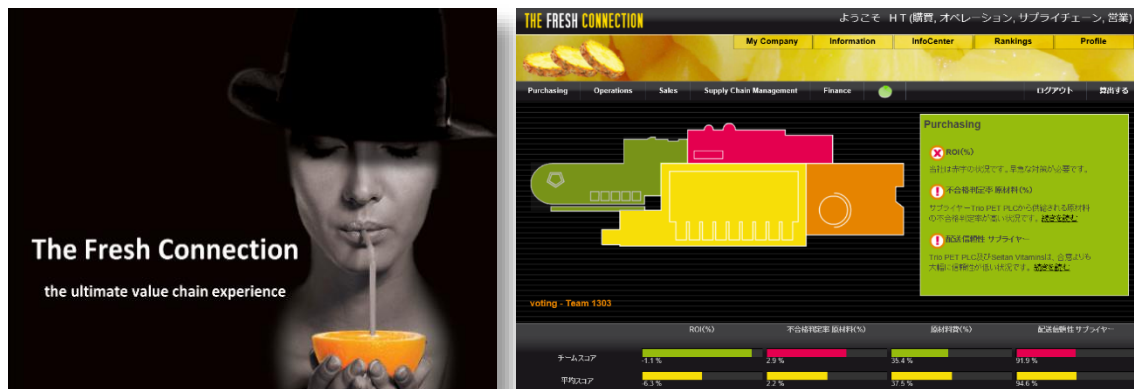 The Fresh Connection
the ultimate value chain experience
THE FRESH CONNECTION
ようこそ HT(購買, オペレーション, サプライチェーン, 営業)
My Company Information InfoCenter Rankings Profile
Purchasing Operations Sales Supply Chain Management Finance ログアウト 算出する
Purchasing
ROI(%)
当社は赤字の状況です。早急な対策が必要です。
不合格判定率 原材料(%)
サプライヤーTrio PET PLCから供給される原材料
の不合格判定率が高い状況です。 続きを読む
配送信頼性 サプライヤー
Trio PET PLC及びSeitan Vitaminsは、合意よりも
大幅に信頼性が低い状況です。 続きを読む
voting - Team 1303
ROI(%) 不合格判定率 原材料(%) 原材料費(%) 配送信頼性 サプライヤー
チームスコア -1.1 % 2.9 % 35.4 % 91.9 %
平均スコア -6.3 % 2.2 % 37.5 % 94.6 %